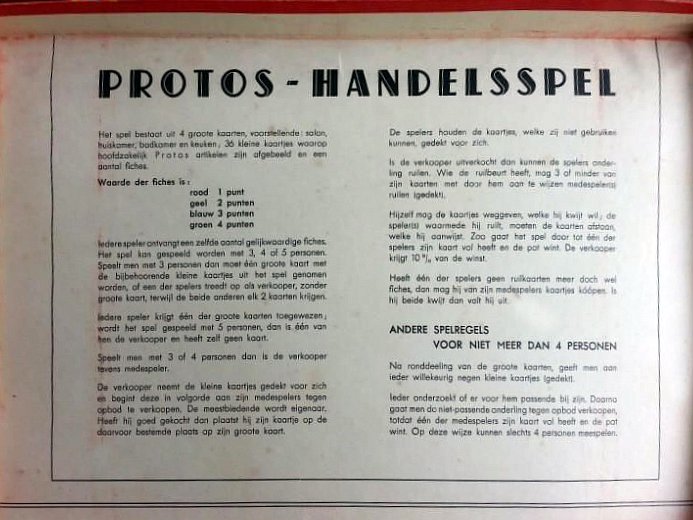 PROTOS - HANDELSSPEL
Het spel bestaat uit 4 groote kaarten, voorstellende: salon,
huiskamer, badkamer en keuken; 36 kleine kaartjes waarop
hoofdzakelijk Protos artikelen zijn afgebeeld en een
aantal fiches.
Waarde der fiches is:
rood 1 punt
geel 2 punten
blauw 3 punten
groen 4 punten
Iedere speler ontvangt een zelfde aantal gelijkwaardige fiches.
Het spel kan gespeeld worden met 3, 4 of 5 personen.
Speelt men met 3 personen dan moet één groote kaart met
de bijbehoorende kleine kaartjes uit het spel genomen
worden, of een der spelers treedt op als verkooper, zonder
groote kaart, terwijl de beide anderen elk 2 kaarten krijgen.
Iedere speler krijgt één der groote kaarten toegewezen;
wordt het spel gespeeld met 5 personen, dan is één van
hen de verkooper en heeft zelf geen kaart.
Speelt men met 3 of 4 personen dan is de verkooper
tevens medespeler.
De verkooper neemt de kleine kaartjes gedekt voor zich
en begint deze in volgorde aan zijn medespelers tegen
opbod te verkoopen. De meestbiedende wordt eigenaar.
Heeft hij goed gekocht dan plaatst hij zijn kaartje op de
daarvoor bestemde plaats op zijn groote kaart.
De spelers houden de kaartjes, welke zij niet gebruiken
kunnen, gedekt voor zich.
Is de verkooper uitverkocht dan kunnen de spelers onder-
ling ruilen. Wie de ruilbeurt heeft, mag 3 of minder van
zijn kaarten met door hem aan te wijzen medespeler(s)
ruilen (gedekt).
Hijzelf mag de kaartjes weggeven, welke hij kwijt wil; de
speler(s) waarmede hij ruilt, moeten de kaarten afstaan,
welke hij aanwijst. Zoo gaat het spel door tot één der
spelers zijn kaart vol heeft en de pot wint. De verkooper
krijgt 10 % van de winst.
Heeft één der spelers geen ruilkaarten meer doch wel
fiches, dan mag hij van zijn medespelers kaartjes kóópen. Is
hij beide kwijt dan valt hij uit.
ANDERE SPELREGELS
VOOR NIET MEER DAN 4 PERSONEN
Na ronddeeling van de groote kaarten, geeft men aan
ieder willekeurig negen kleine kaartjes (gedekt).
Ieder onderzoekt of er voor hem passende bij zijn. Daarna
gaat men de niet-passende onderling tegen opbod verkoopen,
totdat één der medespelers zijn kaart vol heeft en de pot
wint. Op deze wijze kunnen slechts 4 personen meespelen.